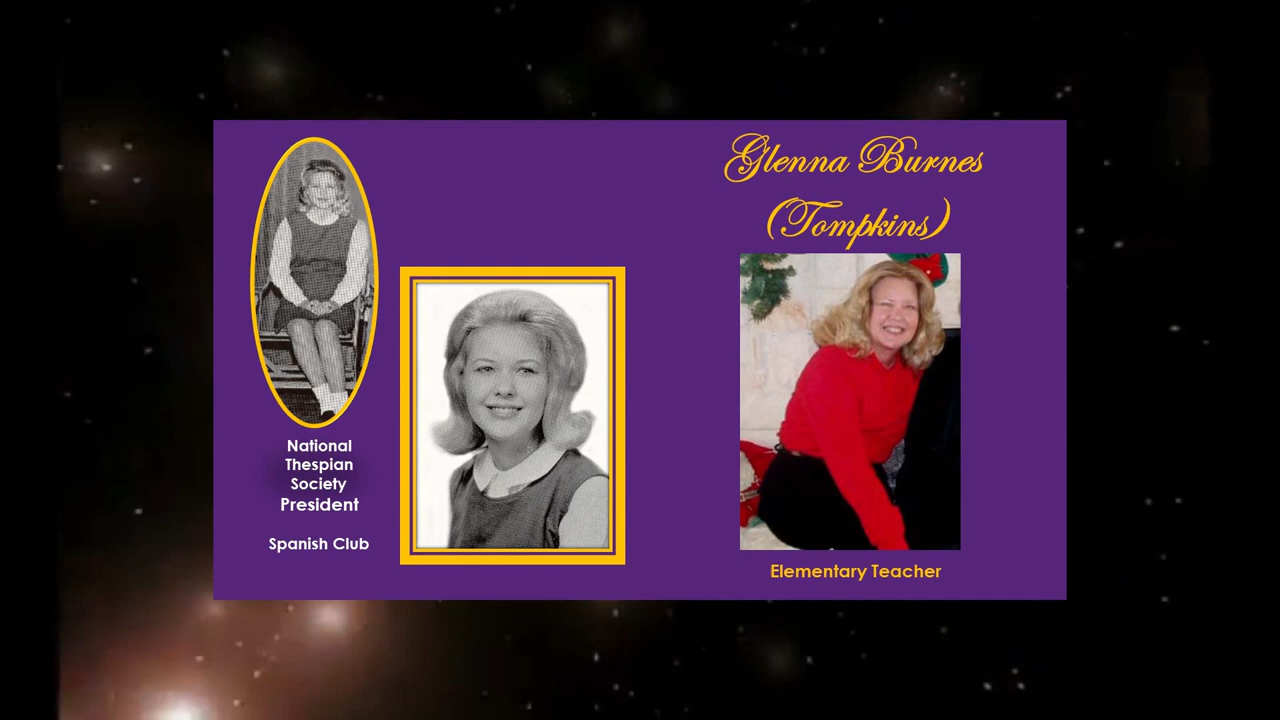 Glenna Burnes
(Tompkins)
National
Thespian
Society
President
Spanish Club
Elementary Teacher